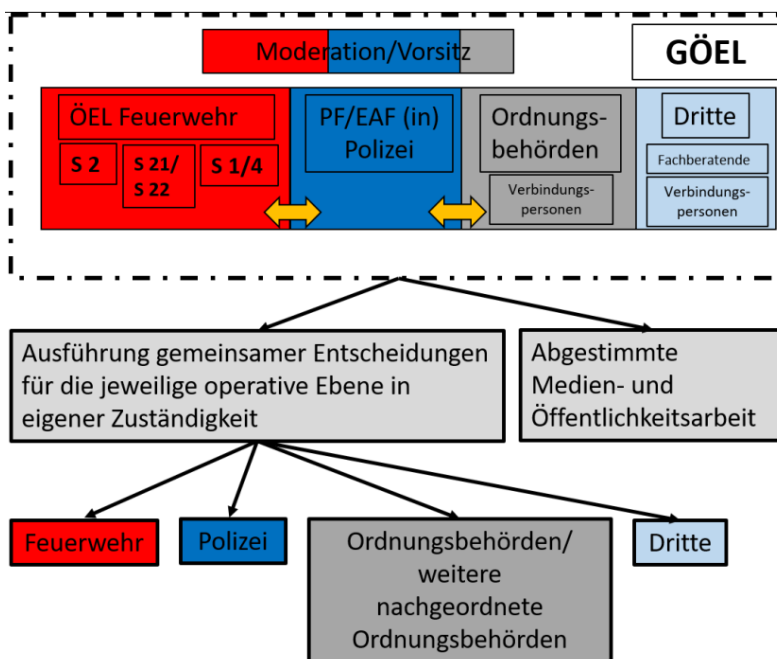 Moderation/Vorsitz
GÖEL
ÖEL Feuerwehr
S 2
S 21/
S 22
S 1/4
PF/EAF (in)
Polizei
Ordnungs-
behörden
Verbindungs-
personen
Dritte
Fachberatende
Verbindungs-
personen
Ausführung gemeinsamer Entscheidungen
für die jeweilige operative Ebene in
eigener Zuständigkeit
Abgestimmte
Medien- und
Öffentlichkeitsarbeit
Feuerwehr
Polizei
Ordnungsbehörden/
weitere
nachgeordnete
Ordnungsbehörden
Dritte